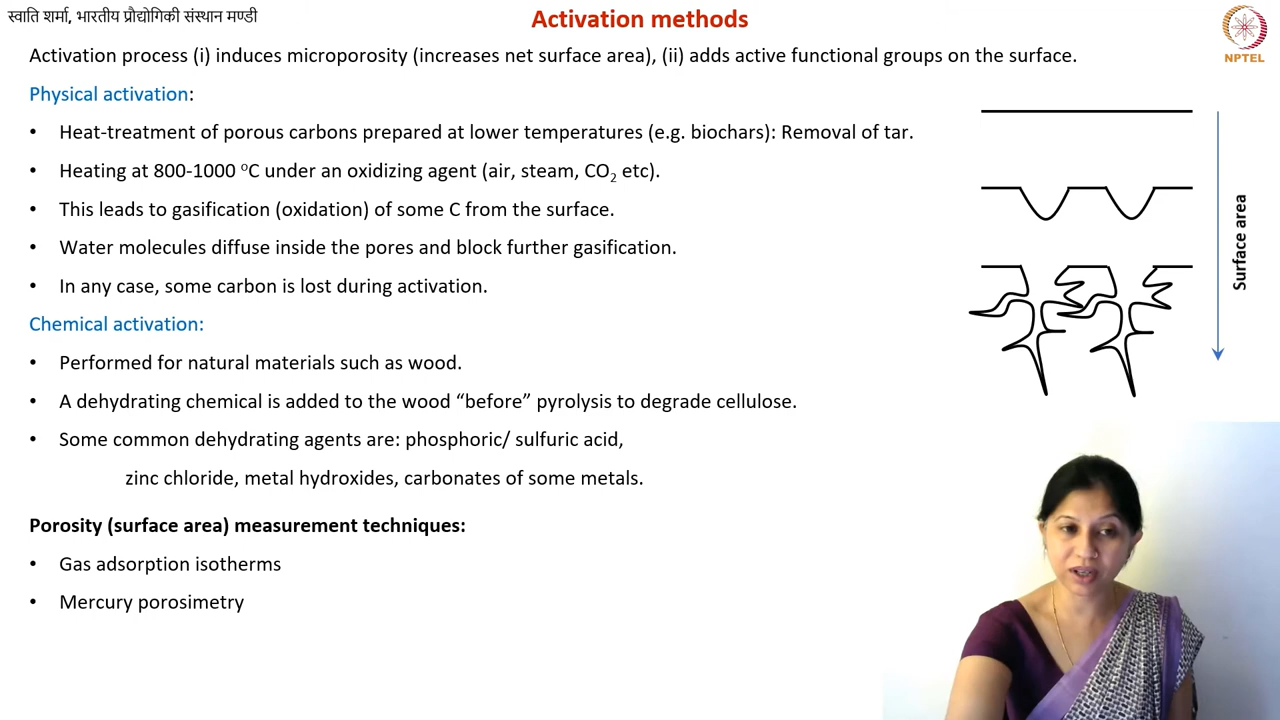 स्वाति शर्मा, भारतीय प्रौद्योगिकी संस्थान मण्डी
Activation methods
NPTEL
Activation process (i) induces microporosity (increases net surface area), (ii) adds active functional groups on the surface.
Physical activation:
• Heat-treatment of porous carbons prepared at lower temperatures (e.g. biochars): Removal of tar.
• Heating at 800-1000 °C under an oxidizing agent (air, steam, CO₂ etc).
• This leads to gasification (oxidation) of some C from the surface.
• Water molecules diffuse inside the pores and block further gasification.
• In any case, some carbon is lost during activation.
Chemical activation:
• Performed for natural materials such as wood.
• A dehydrating chemical is added to the wood “before” pyrolysis to degrade cellulose.
• Some common dehydrating agents are: phosphoric/ sulfuric acid,
zinc chloride, metal hydroxides, carbonates of some metals.
Porosity (surface area) measurement techniques:
• Gas adsorption isotherms
• Mercury porosimetry
Surface area